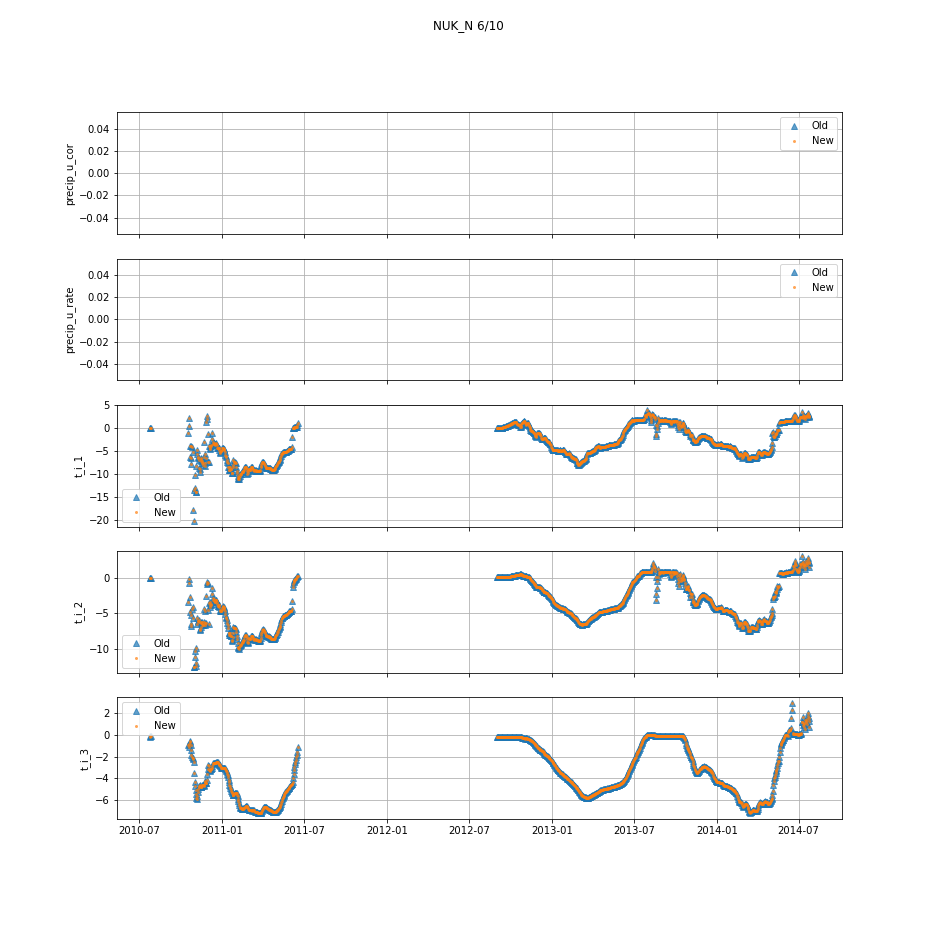 NUK_N 6/10
precip_u_cor
0.04
0.02
0.00
−0.02
−0.04
Old
New
precip_u_rate
0.04
0.02
0.00
−0.02
−0.04
Old
New
t_i_1
5
0
−5
−10
−15
−20
Old
New
t_i_2
0
−5
−10
Old
New
t_i_3
2
0
−2
−4
−6
Old
New
2010-07 2011-01 2011-07 2012-01 2012-07 2013-01 2013-07 2014-01 2014-07